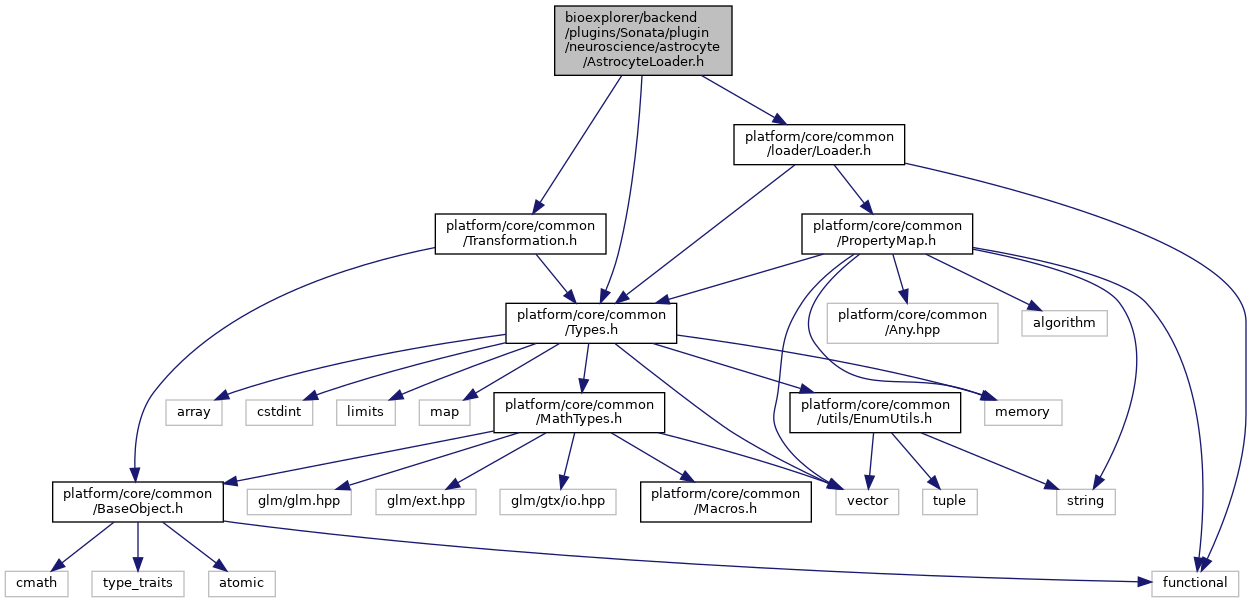 bioexplorer/backend
/plugins/Sonata/plugin
/neuroscience/astrocyte
/AstrocyteLoader.h
platform/core/common
/loader/Loader.h
platform/core/common
/Transformation.h
platform/core/common
/PropertyMap.h
platform/core/common
/Types.h
platform/core/common
/Any.hpp
algorithm
array
cstdint
limits
map
platform/core/common
/MathTypes.h
platform/core/common
/utils/EnumUtils.h
memory
platform/core/common
/BaseObject.h
glm/glm.hpp
glm/ext.hpp
glm/gtx/io.hpp
platform/core/common
/Macros.h
vector
tuple
string
cmath
type_traits
atomic
functional